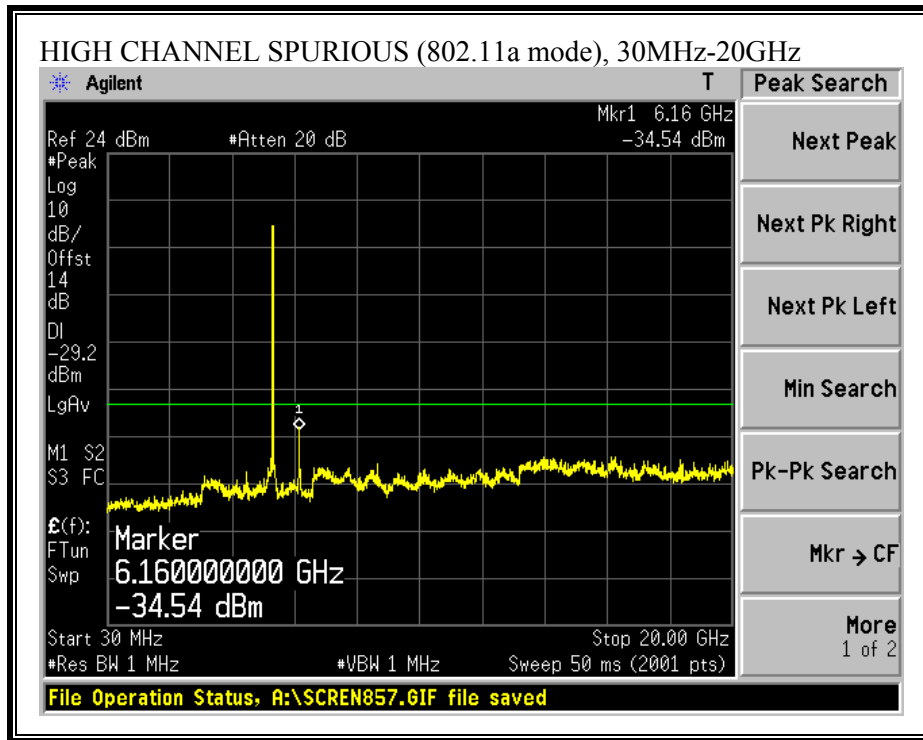 HIGH CHANNEL SPURIOUS (802.11a mode), 30MHz-20GHz
Agilent T Peak Search
Mkr1 6.16 GHz
Ref 24 dBm #Atten 20 dB -34.54 dBm
#Peak
Log
10
dB/
Offst
14
dB
DI
-29.2
dBm
LgAv
1
M1 S2
S3 FC
£(f):
FTun
Swp
Marker
6.160000000 GHz
-34.54 dBm
Start 30 MHz Stop 20.00 GHz
#Res BW 1 MHz #VBW 1 MHz Sweep 50 ms (2001 pts)
File Operation Status, A:\SCREN857.GIF file saved
Next Peak
Next Pk Right
Next Pk Left
Min Search
Pk-Pk Search
Mkr → CF
More
1 of 2